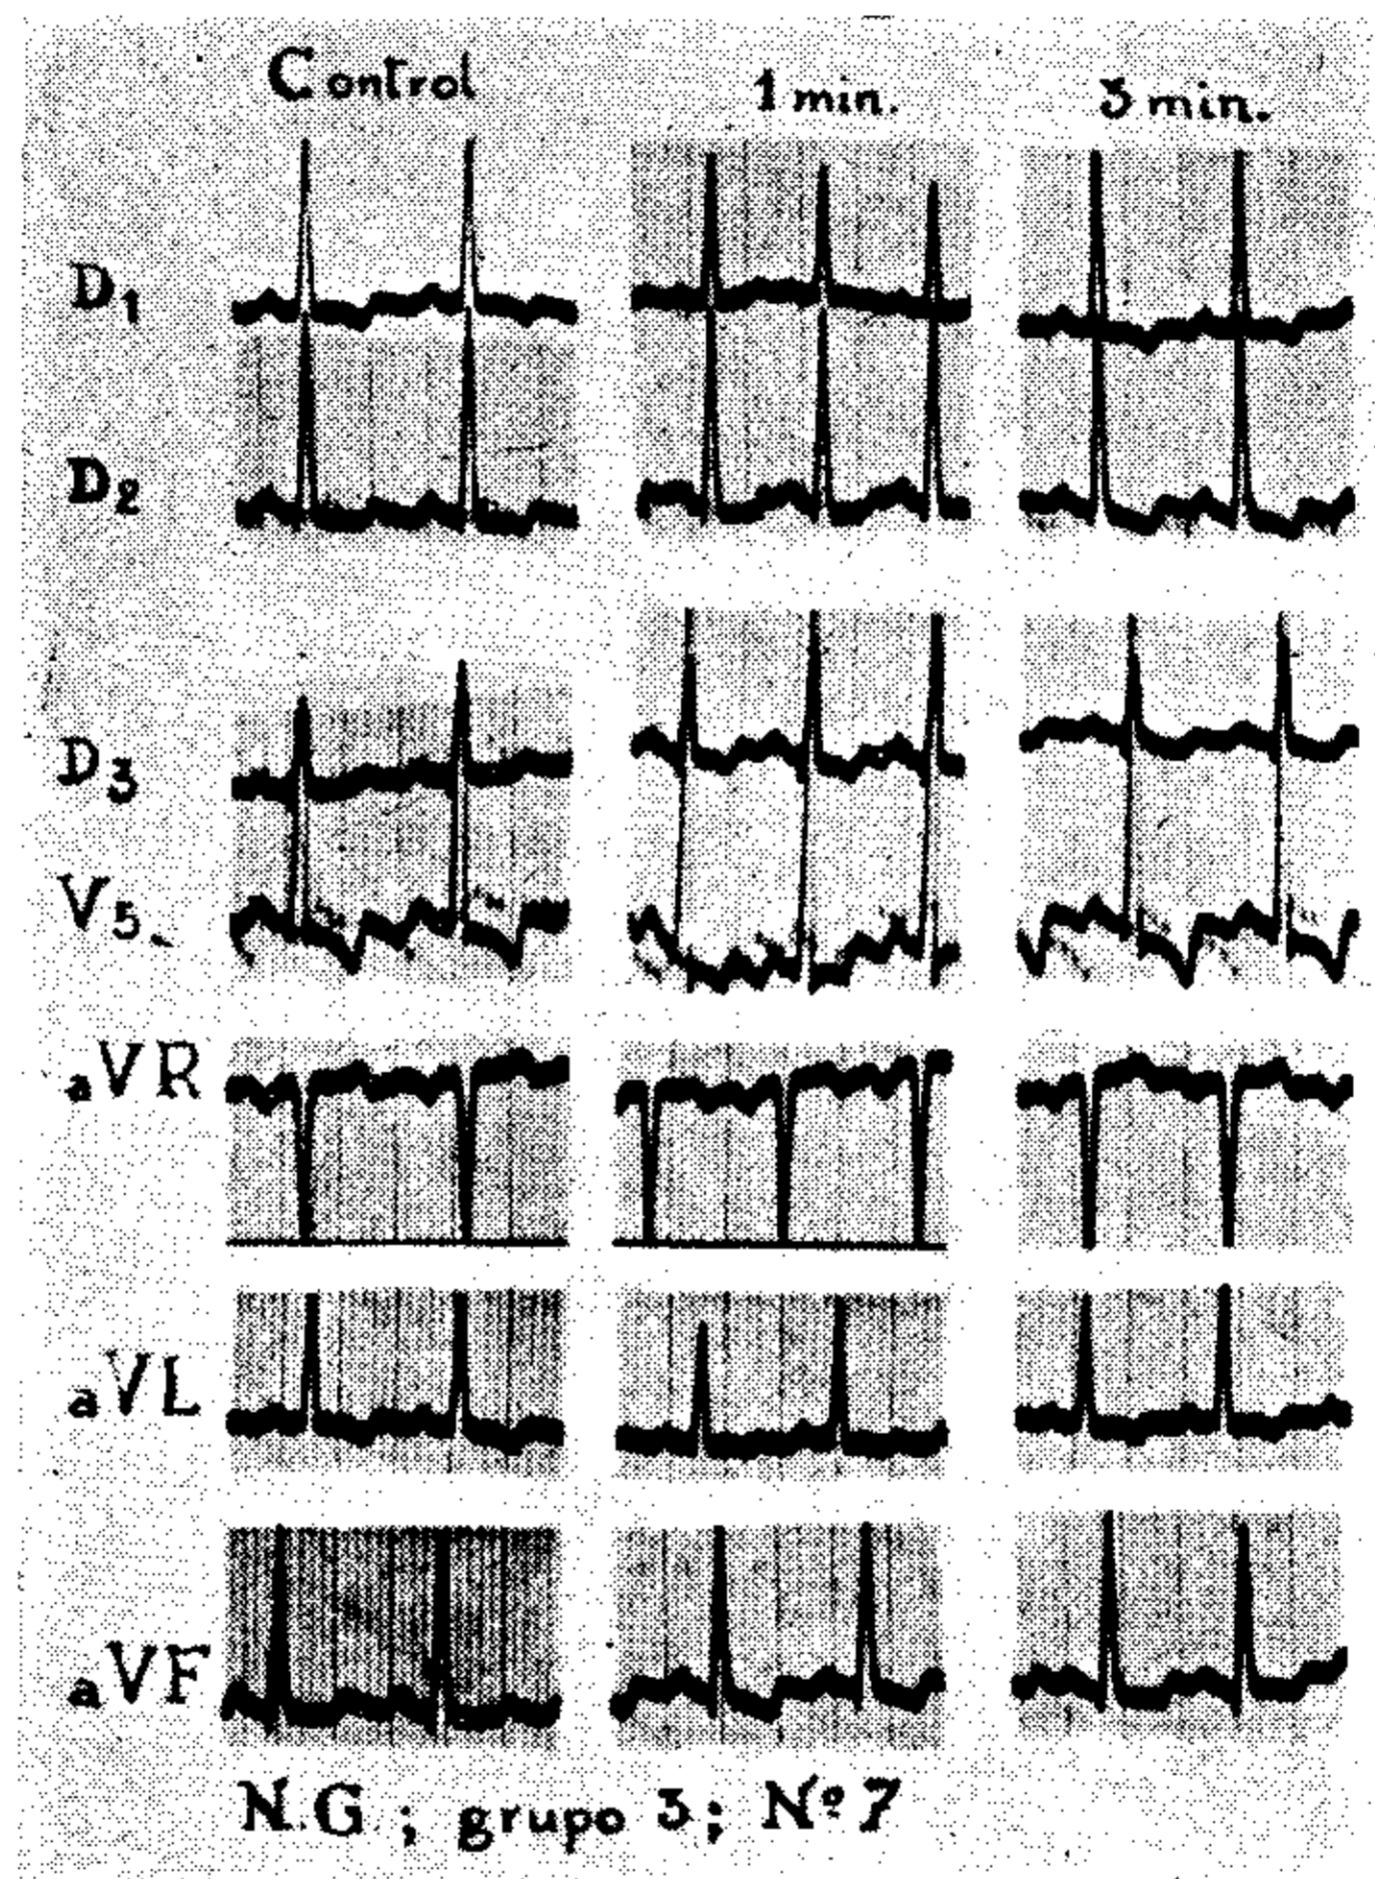 Control 1 min. 3 min.
D1
D2
D3
V5
aVR
aVL
aVF
N.G.; grupo 3; Nº 7